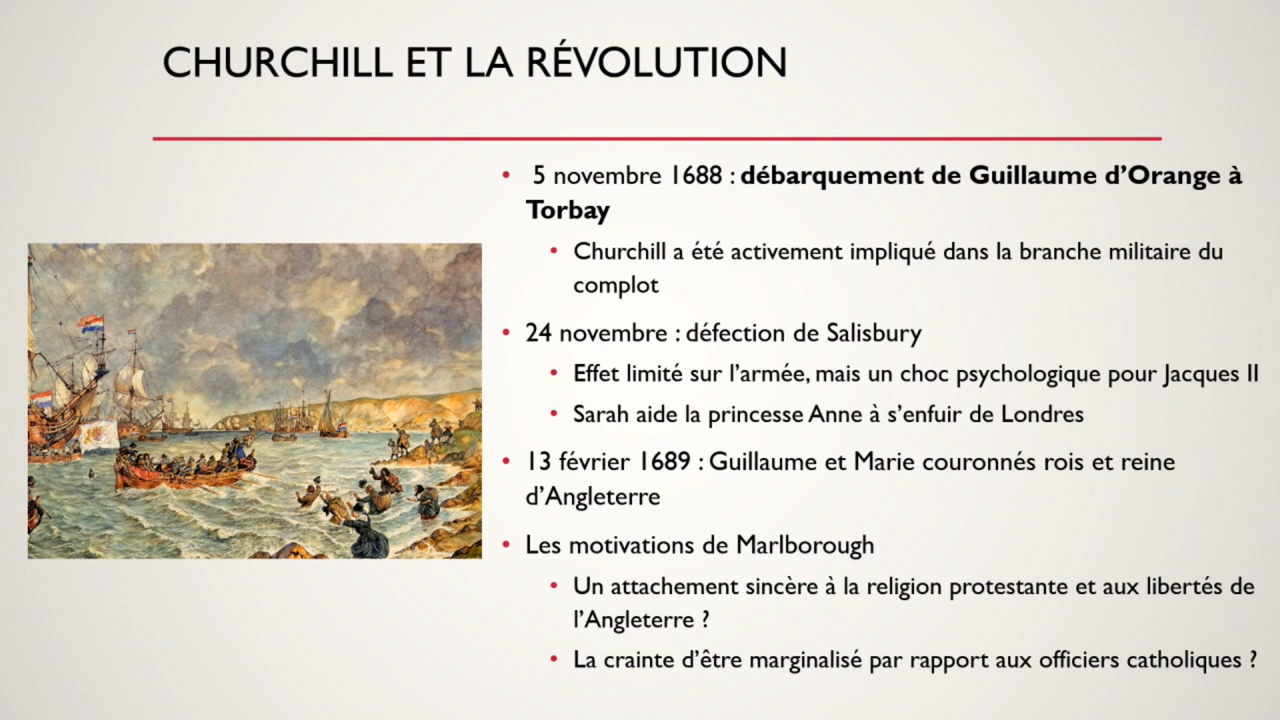 CHURCHILL ET LA RÉVOLUTION
• 5 novembre 1688 : débarquement de Guillaume d’Orange à
Torbay
• Churchill a été activement impliqué dans la branche militaire du
complot
• 24 novembre : défection de Salisbury
• Effet limité sur l’armée, mais un choc psychologique pour Jacques II
• Sarah aide la princesse Anne à s’enfuir de Londres
• 13 février 1689 : Guillaume et Marie couronnés rois et reine
d’Angleterre
• Les motivations de Marlborough
• Un attachement sincère à la religion protestante et aux libertés de
l’Angleterre ?
• La crainte d’être marginalisé par rapport aux officiers catholiques ?